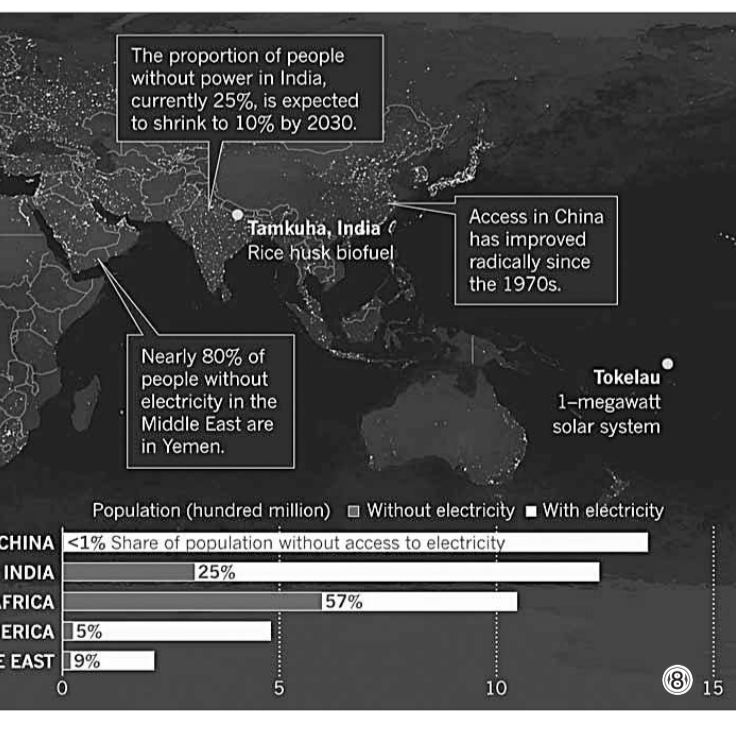 The proportion of people
without power in India,
currently 25%, is expected
to shrink to 10% by 2030.
Tamkuha, India
Rice husk biofuel
Access in China
has improved
radically since
the 1970s.
Nearly 80% of
people without
electricity in the
Middle East are
in Yemen.
Tokelau
1–megawatt
solar system
Population (hundred million) Without electricity With electricity
CHINA <1% Share of population without access to electricity
INDIA 25%
FRICA 57%
ERICA 5%
E EAST 9%
0 5 10 15
⑧